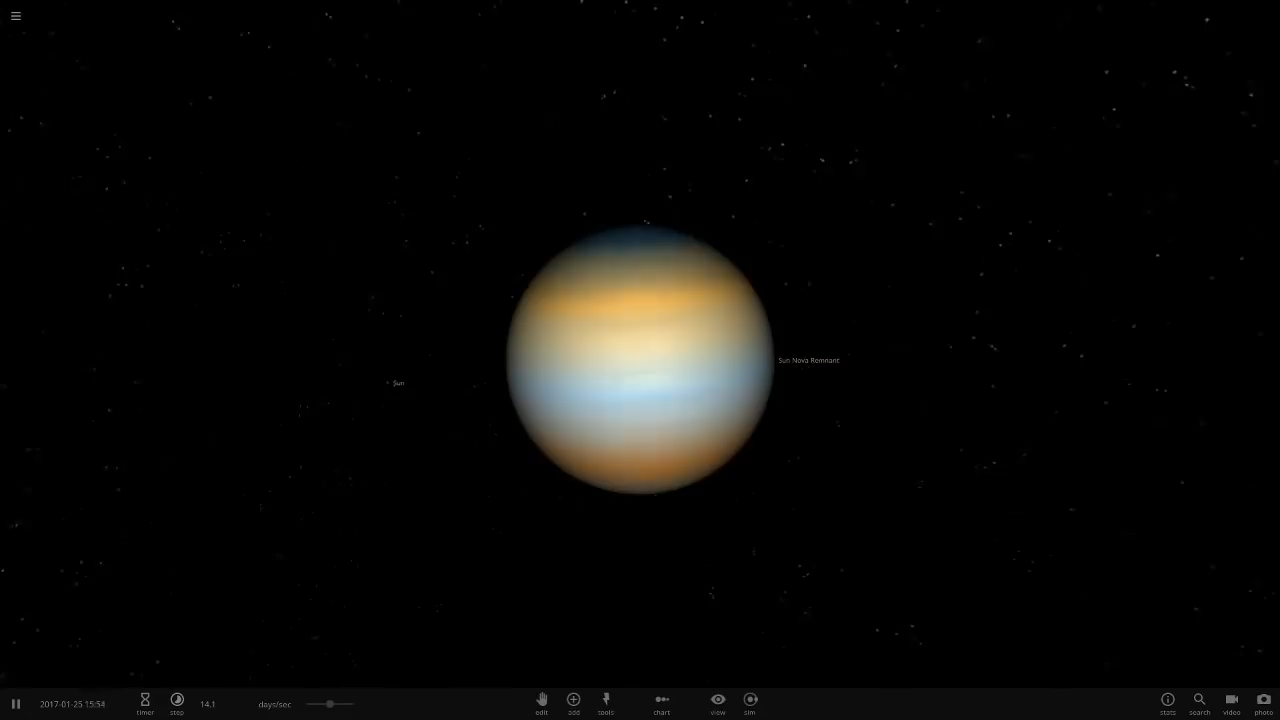 Sun Nova Remnant
Sun
2017-01-25 15:54
timer
step
14.1
days/sec
edit
add
tools
chart
view
sim
stats
search
video
photo